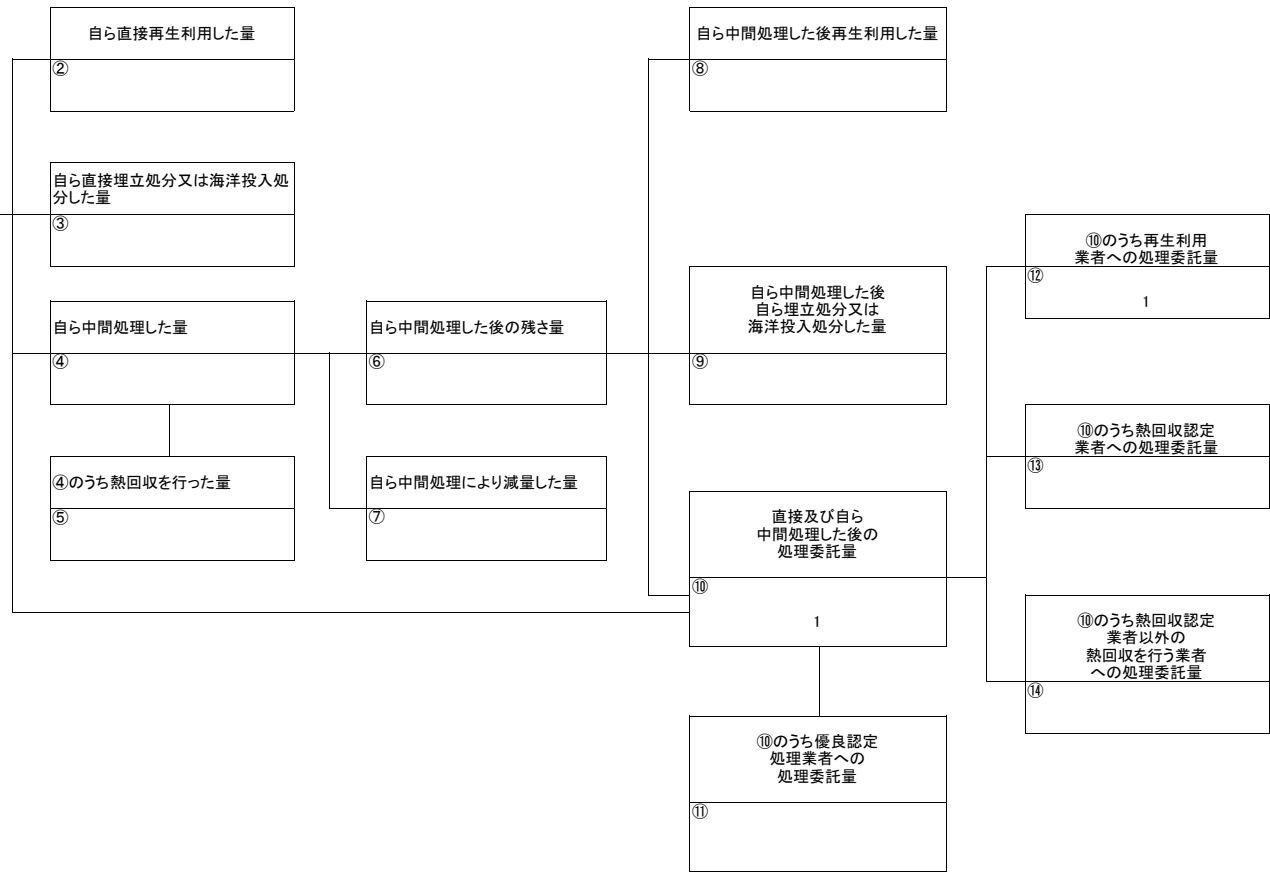 自ら直接再生利用した量
②
自ら直接埋立処分又は海洋投入処
分した量
③
自ら中間処理した量
④
④のうち熱回収を行った量
⑤
自ら中間処理した後の残さ量
⑥
自ら中間処理により減量した量
⑦
自ら中間処理した後再生利用した量
⑧
自ら中間処理した後
自ら埋立処分又は
海洋投入処分した量
⑨
直接及び自ら
中間処理した後の
処理委託量
⑩
1
⑩のうち優良認定
処理業者への
処理委託量
⑪
⑩のうち再生利用
業者への処理委託量
⑫
1
⑩のうち熱回収認定
業者への処理委託量
⑬
⑩のうち熱回収認定
業者以外の
熱回収を行う業者
への処理委託量
⑭